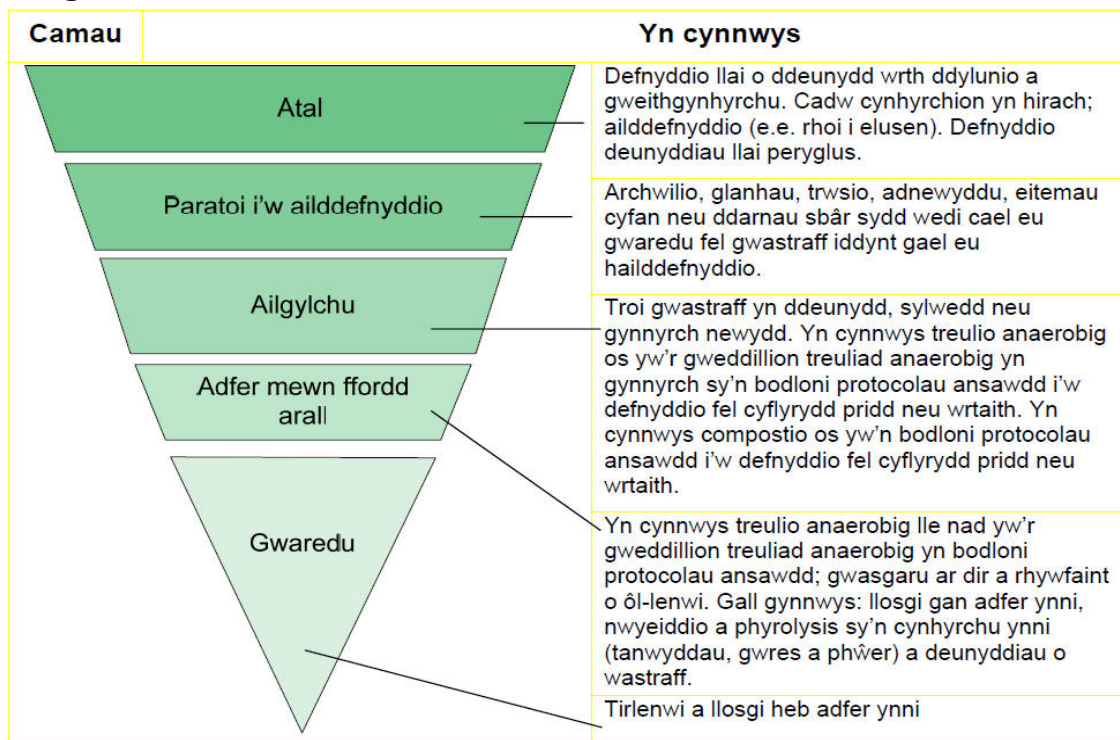 Camau
Yn cynnwys
Atal
Defnyddio llai o ddeunydd wrth ddylunio a
gweithgynhyrchu. Cadw cynhyrchion yn hirach;
ailddefnyddio (e.e. rhoi i elusen). Defnyddio
deunyddiau llai peryglus.
Paratoi i'w ailddefnyddio
Archwilio, glanhau, trwsio, adnewyddu, eitemau
cyfan neu ddarnau sbâr sydd wedi cael eu
gwaredu fel gwastraff iddynt gael eu
hailddefnyddio.
Ailgylchu
Troi gwastraff yn ddeunydd, sylwedd neu
gynnyrch newydd. Yn cynnwys treulio anaerobig
os yw'r gweddillion treuliad anaerobig yn
gynnyrch sy'n bodloni protocolau ansawdd i'w
defnyddio fel cyflyrydd pridd neu wrtaith. Yn
cynnwys compostio os yw'n bodloni protocolau
ansawdd i'w defnyddio fel cyflyrydd pridd neu
wrtaith.
Adfer mewn ffordd
arall
Yn cynnwys treulio anaerobig lle nad yw'r
gweddillion treuliad anaerobig yn bodloni
protocolau ansawdd; gwasgaru ar dir a rhywfaint
o ôl-lenwi. Gall gynnwys: llosgi gan adfer ynni,
nwyeiddio a phyrolysis sy'n cynhyrchu ynni
(tanwyddau, gwres a phŵer) a deunyddiau o
wastraff.
Gwaredu
Tirlenwi a llosgi heb adfer ynni